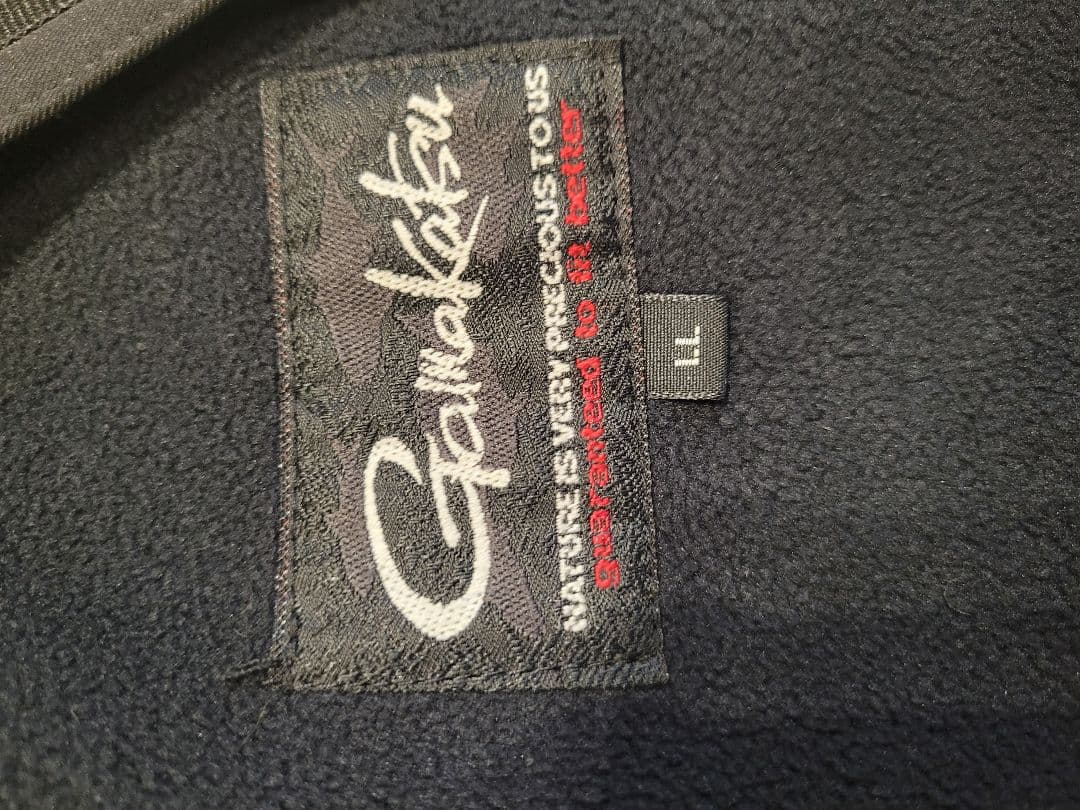 Gamakatsu
NATURE IS VERY PRECIOUS TO US
guaranteed to fit better
LL